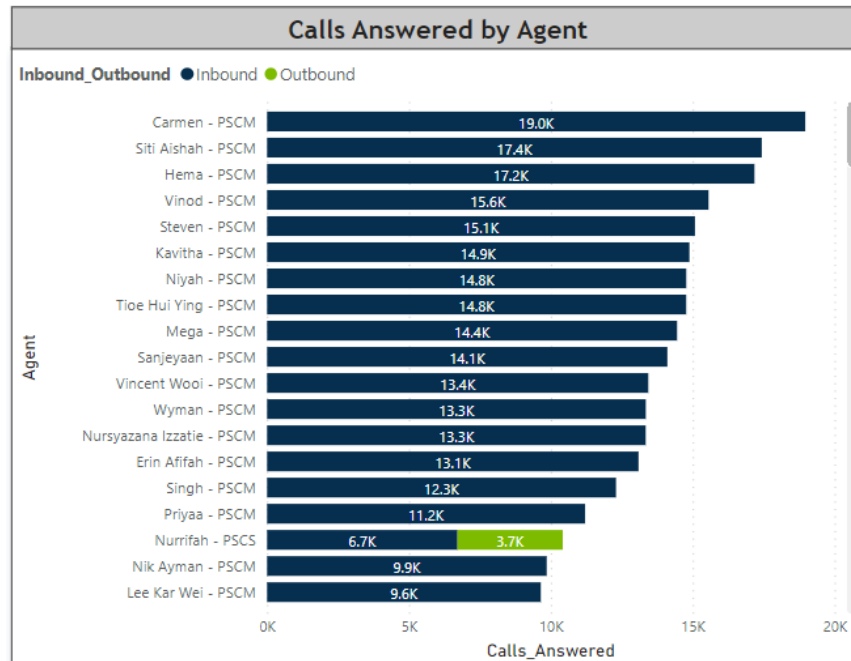 Calls Answered by Agent
Inbound_Outbound Inbound Outbound
Agent
Carmen - PSCM 19.0K
Siti Aishah - PSCM 17.4K
Hema - PSCM 17.2K
Vinod - PSCM 15.6K
Steven - PSCM 15.1K
Kavitha - PSCM 14.9K
Niyah - PSCM 14.8K
Tioe Hui Ying - PSCM 14.8K
Mega - PSCM 14.4K
Sanjeyaan - PSCM 14.1K
Vincent Wooi - PSCM 13.4K
Wyman - PSCM 13.3K
Nursyazana Izzatie - PSCM 13.3K
Erin Afifah - PSCM 13.1K
Singh - PSCM 12.3K
Priyaa - PSCM 11.2K
Nurrifah - PSCS 6.7K 3.7K
Nik Ayman - PSCM 9.9K
Lee Kar Wei - PSCM 9.6K
0K 5K 10K 15K 20K
Calls_Answered